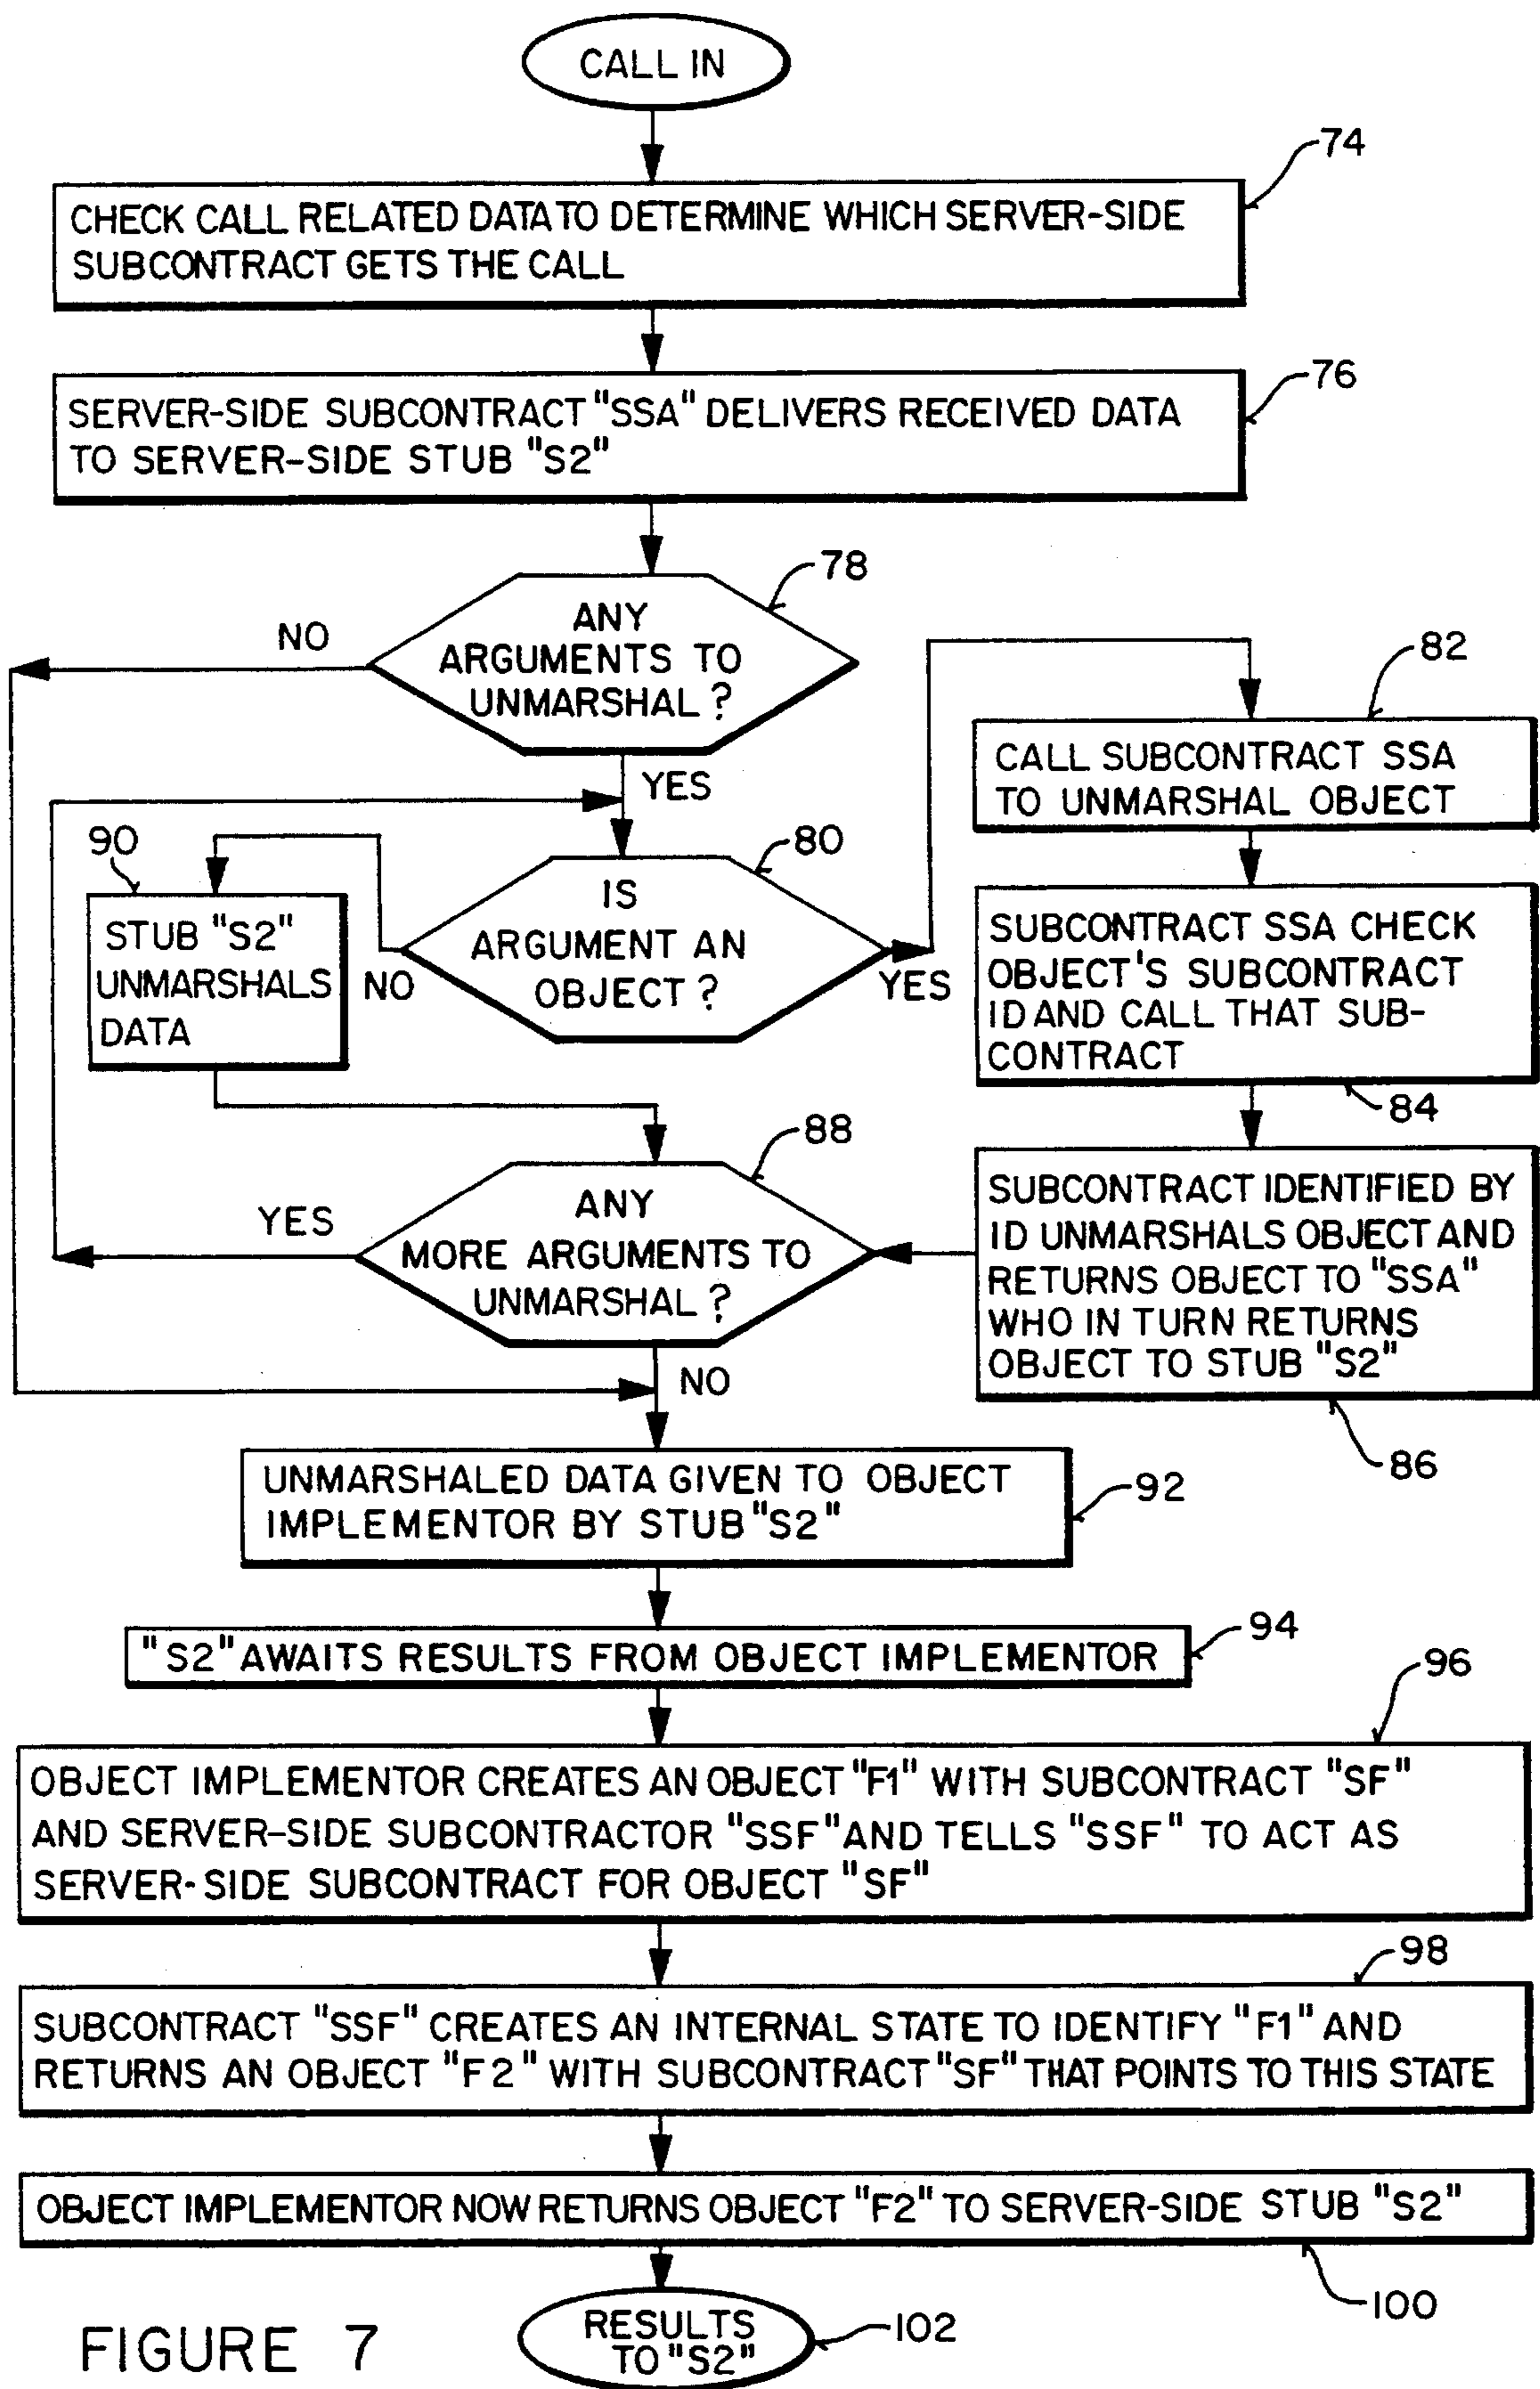 CALL IN
74
CHECK CALL RELATED DATA TO DETERMINE WHICH SERVER-SIDE
SUBCONTRACT GETS THE CALL
76
SERVER-SIDE SUBCONTRACT "SSA" DELIVERS RECEIVED DATA
TO SERVER-SIDE STUB "S2"
78
ANY
ARGUMENTS TO
UNMARSHAL?
NO
YES
82
CALL SUBCONTRACT SSA
TO UNMARSHAL OBJECT
80
IS
ARGUMENT AN
OBJECT?
NO
YES
90
STUB "S2"
UNMARSHALS
DATA
SUBCONTRACT SSA CHECK
OBJECT'S SUBCONTRACT
ID AND CALL THAT SUB-
CONTRACT
84
88
ANY
MORE ARGUMENTS TO
UNMARSHAL?
YES
NO
SUBCONTRACT IDENTIFIED BY
ID UNMARSHALS OBJECT AND
RETURNS OBJECT TO "SSA"
WHO IN TURN RETURNS
OBJECT TO STUB "S2"
86
UNMARSHALED DATA GIVEN TO OBJECT
IMPLEMENTOR BY STUB "S2"
92
"S2" AWAITS RESULTS FROM OBJECT IMPLEMENTOR
94
96
OBJECT IMPLEMENTOR CREATES AN OBJECT "F1" WITH SUBCONTRACT "SF"
AND SERVER-SIDE SUBCONTRACTOR "SSF" AND TELLS "SSF" TO ACT AS
SERVER-SIDE SUBCONTRACT FOR OBJECT "SF"
98
SUBCONTRACT "SSF" CREATES AN INTERNAL STATE TO IDENTIFY "F1" AND
RETURNS AN OBJECT "F2" WITH SUBCONTRACT "SF" THAT POINTS TO THIS STATE
OBJECT IMPLEMENTOR NOW RETURNS OBJECT "F2" TO SERVER-SIDE STUB "S2"
100
RESULTS
TO "S2"
102
FIGURE 7